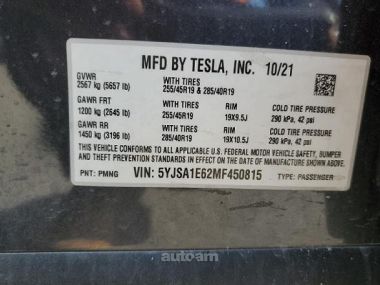 MFD BY TESLA, INC. 10/21
GVWR
2567 kg (5657 lb) WITH TIRES
255/45R19 & 285/40R19
GAWR FRT WITH TIRES RIM COLD TIRE PRESSURE
1200 kg (2645 lb) 255/45R19 19X9.5J 290 kPa, 42 psi
GAWR RR WITH TIRES RIM COLD TIRE PRESSURE
1450 kg (3196 lb) 285/40R19 19X10.5J 290 kPa, 42 psi
THIS VEHICLE CONFORMS TO ALL APPLICABLE U.S. FEDERAL MOTOR VEHICLE SAFETY, BUMPER
AND THEFT PREVENTION STANDARDS IN EFFECT ON THE DATE OF MANUFACTURE SHOWN ABOVE.
PNT: PMNG VIN: 5YJSA1E62MF450815 TYPE: PASSENGER
autoam